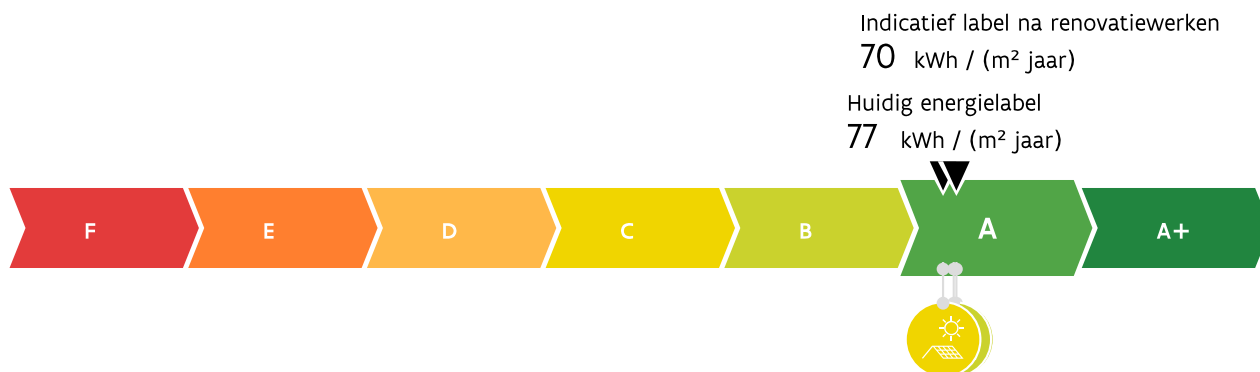 Indicatief label na renovatiewerken
70 kWh / (m² jaar)
Huidig energielabel
77 kWh / (m² jaar)
F E D C B A A+